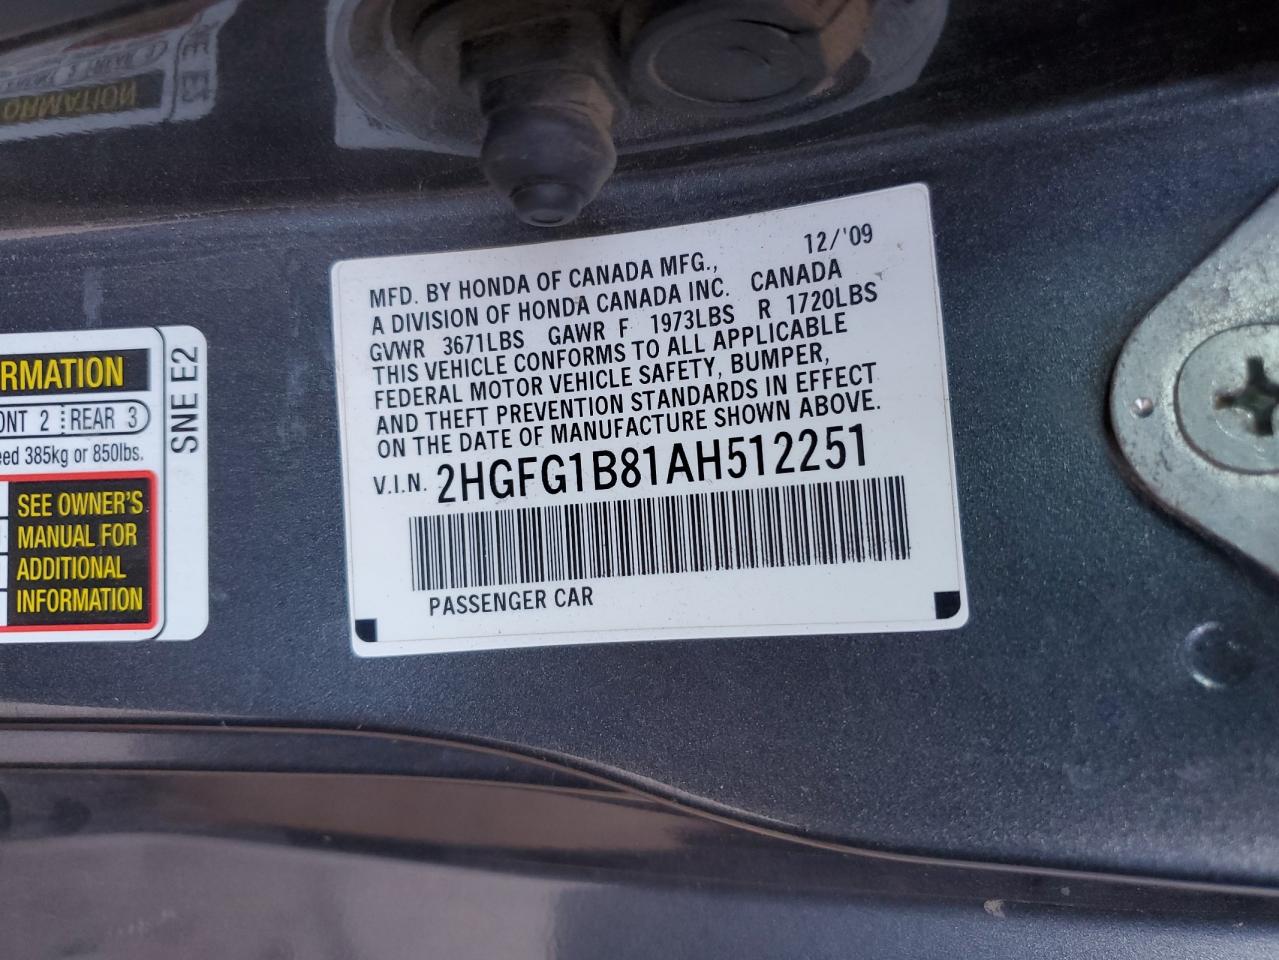 12/'09
MFD. BY HONDA OF CANADA MFG.,
A DIVISION OF HONDA CANADA INC. CANADA
GVWR 3671LBS GAWR F 1973LBS R 1720LBS
THIS VEHICLE CONFORMS TO ALL APPLICABLE
FEDERAL MOTOR VEHICLE SAFETY, BUMPER,
AND THEFT PREVENTION STANDARDS IN EFFECT
ON THE DATE OF MANUFACTURE SHOWN ABOVE.
V.I.N. 2HGFG1B81AH512251
PASSENGER CAR
RMATION
ONT 2 REAR 3
eed 385kg or 850lbs.
SEE OWNER'S
MANUAL FOR
ADDITIONAL
INFORMATION
SNE E2